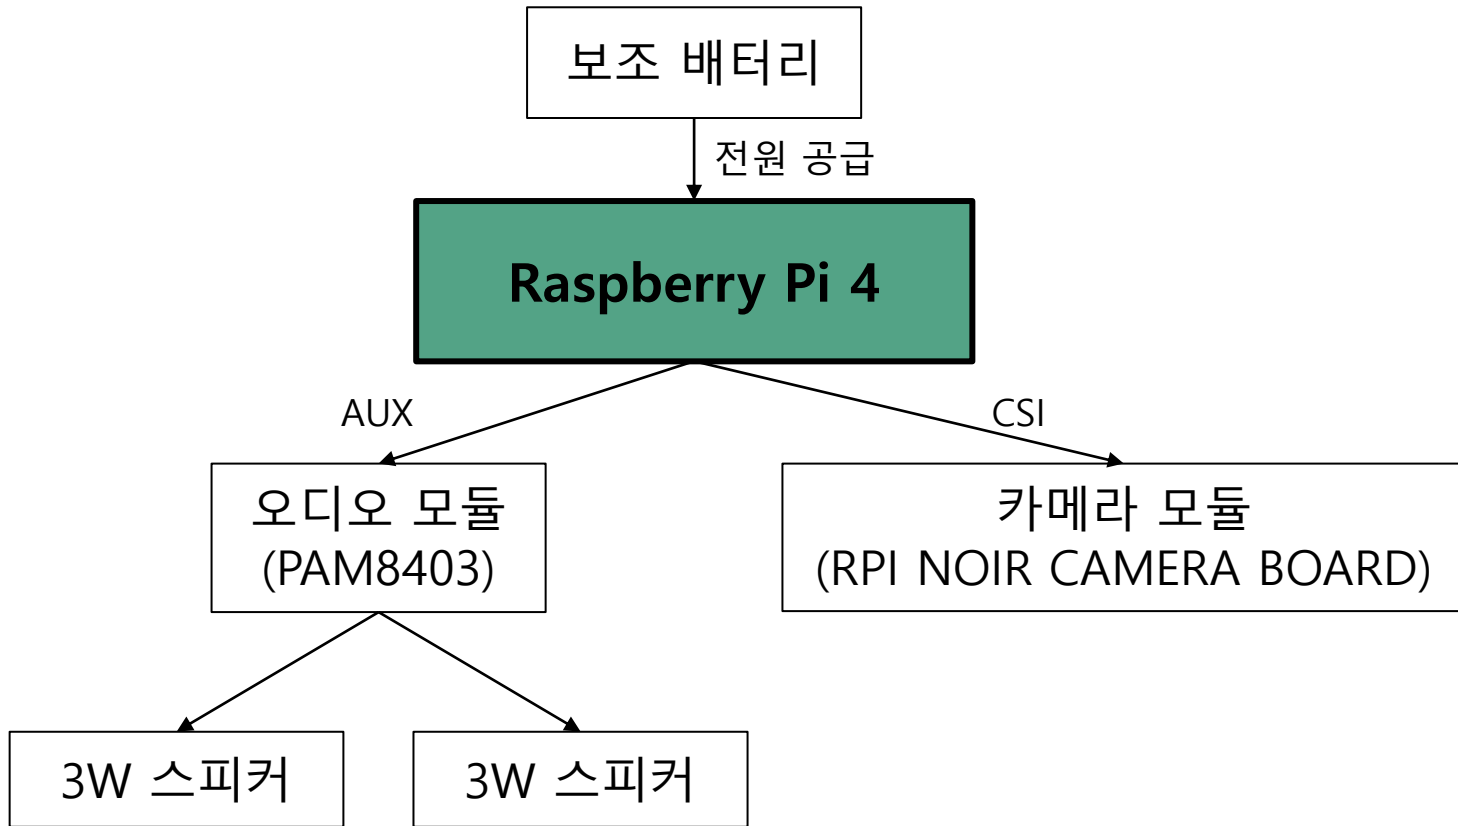 보조 배터리
전원 공급
Raspberry Pi 4
AUX
CSI
오디오 모듈
(PAM8403)
카메라 모듈
(RPI NOIR CAMERA BOARD)
3W 스피커
3W 스피커